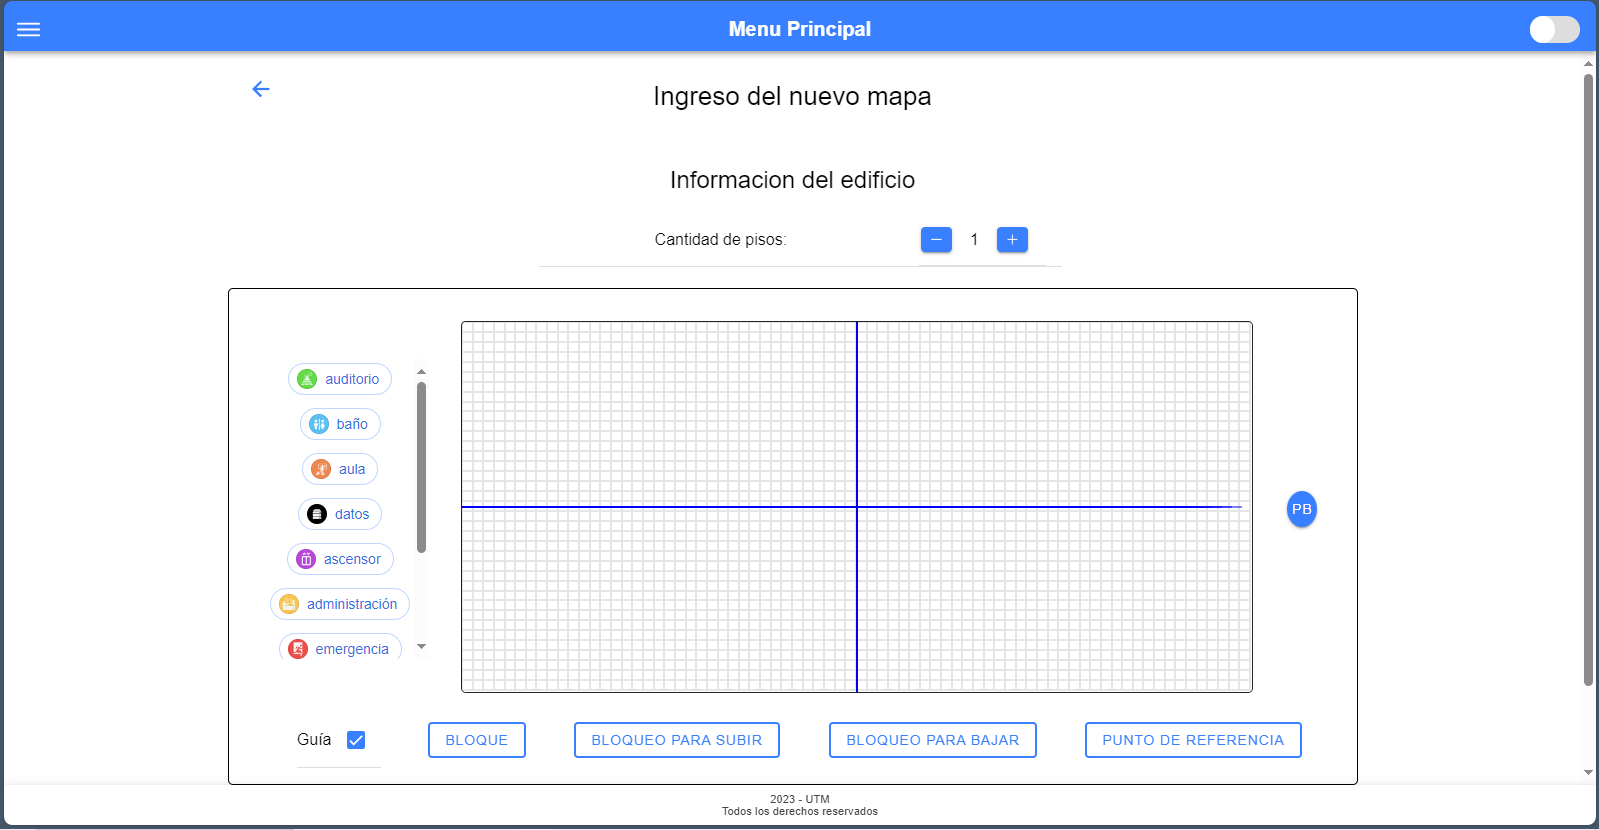 Menu Principal
Ingreso del nuevo mapa
Informacion del edificio
Cantidad de pisos:
1
auditorio
baño
aula
datos
ascensor
administración
emergencia
PB
Guía
BLOQUE
BLOQUEO PARA SUBIR
BLOQUEO PARA BAJAR
PUNTO DE REFERENCIA
2023 - UTM
Todos los derechos reservados